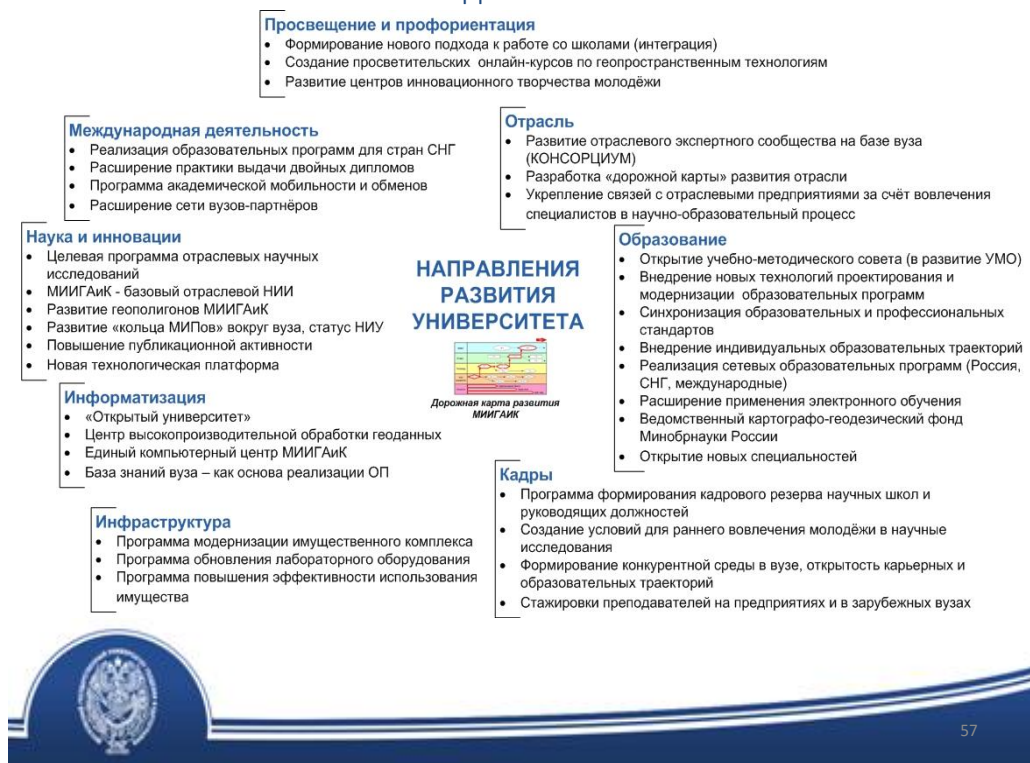 Просвещение и профориентация
• Формирование нового подхода к работе со школами (интеграция)
• Создание просветительских онлайн-курсов по геопространственным технологиям
• Развитие центров инновационного творчества молодёжи
Международная деятельность
• Реализация образовательных программ для стран СНГ
• Расширение практики выдачи двойных дипломов
• Программа академической мобильности и обменов
• Расширение сети вузов-партнёров
Отрасль
• Развитие отраслевого экспертного сообщества на базе вуза
(КОНСОРЦИУМ)
• Разработка «дорожной карты» развития отрасли
• Укрепление связей с отраслевыми предприятиями за счёт вовлечения
специалистов в научно-образовательный процесс
Наука и инновации
• Целевая программа отраслевых научных
исследований
• МИИГАиК - базовый отраслевой НИИ
• Развитие геополигонов МИИГАиК
• Развитие «кольца МИПов» вокруг вуза, статус НИУ
• Повышение публикационной активности
• Новая технологическая платформа
НАПРАВЛЕНИЯ
РАЗВИТИЯ
УНИВЕРСИТЕТА
Дорожная карта развития
МИИГАИК
Образование
• Открытие учебно-методического совета (в развитие УМО)
• Внедрение новых технологий проектирования и
модернизации образовательных программ
• Синхронизация образовательных и профессиональных
стандартов
• Внедрение индивидуальных образовательных траекторий
• Реализация сетевых образовательных программ (Россия,
СНГ, международные)
• Расширение применения электронного обучения
• Ведомственный картографо-геодезический фонд
Минобрнауки России
• Открытие новых специальностей
Информатизация
• «Открытый университет»
• Центр высокопроизводительной обработки геоданных
• Единый компьютерный центр МИИГАиК
• База знаний вуза – как основа реализации ОП
Кадры
• Программа формирования кадрового резерва научных школ и
руководящих должностей
• Создание условий для раннего вовлечения молодёжи в научные
исследования
• Формирование конкурентной среды в вузе, открытость карьерных и
образовательных траекторий
• Стажировки преподавателей на предприятиях и в зарубежных вузах
Инфраструктура
• Программа модернизации имущественного комплекса
• Программа обновления лабораторного оборудования
• Программа повышения эффективности использования
имущества
57